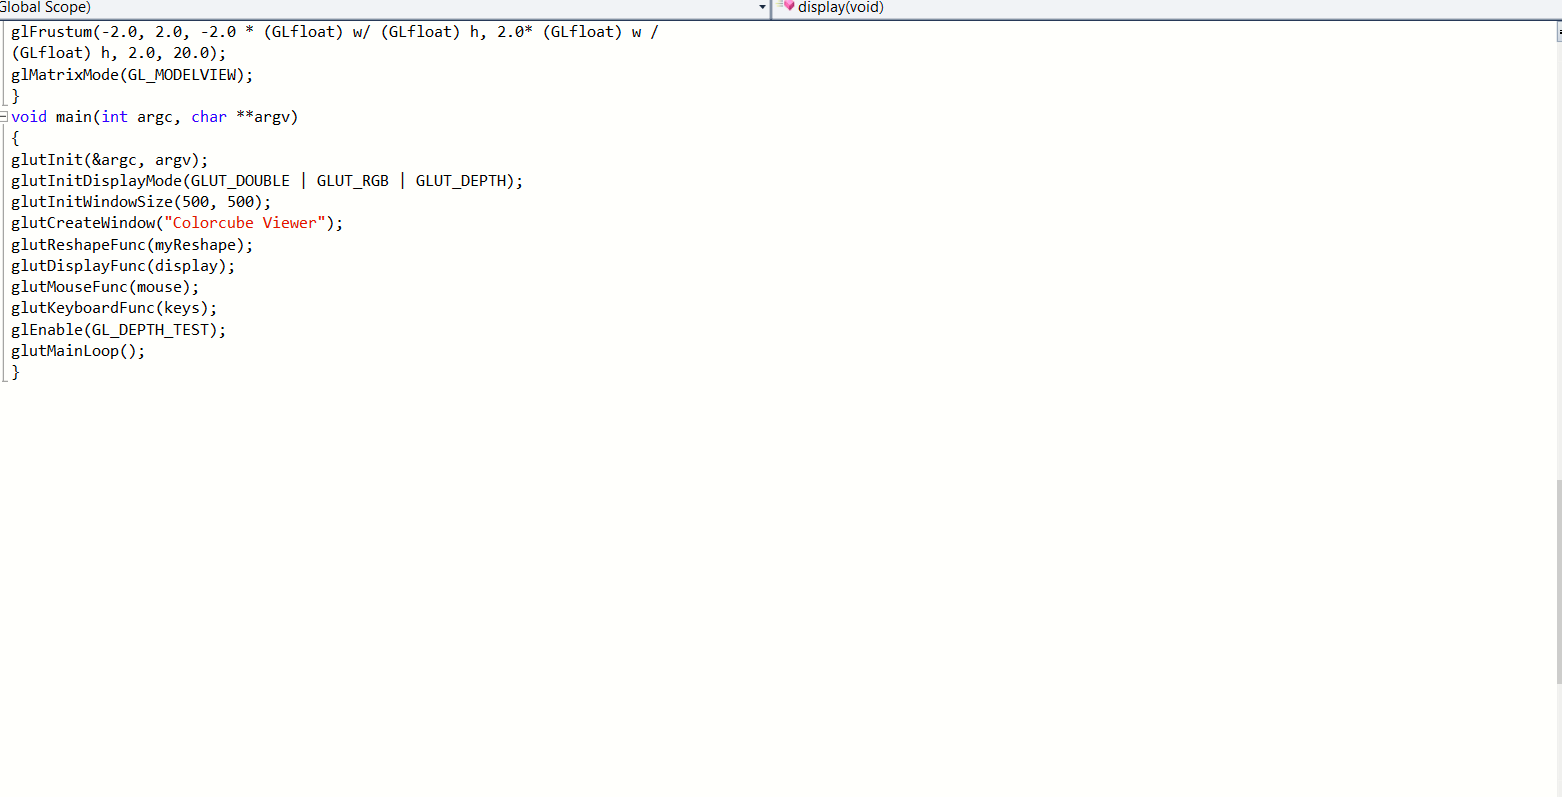 Global Scope)
display(void)
glFrustum(-2.0, 2.0, -2.0 * (GLfloat) w/ (GLfloat) h, 2.0* (GLfloat) w /
(GLfloat) h, 2.0, 20.0);
glMatrixMode(GL_MODELVIEW);
}
void main(int argc, char **argv)
{
glutInit(&argc, argv);
glutInitDisplayMode(GLUT_DOUBLE | GLUT_RGB | GLUT_DEPTH);
glutInitWindowSize(500, 500);
glutCreateWindow("Colorcube Viewer");
glutReshapeFunc(myReshape);
glutDisplayFunc(display);
glutMouseFunc(mouse);
glutKeyboardFunc(keys);
glEnable(GL_DEPTH_TEST);
glutMainLoop();
}